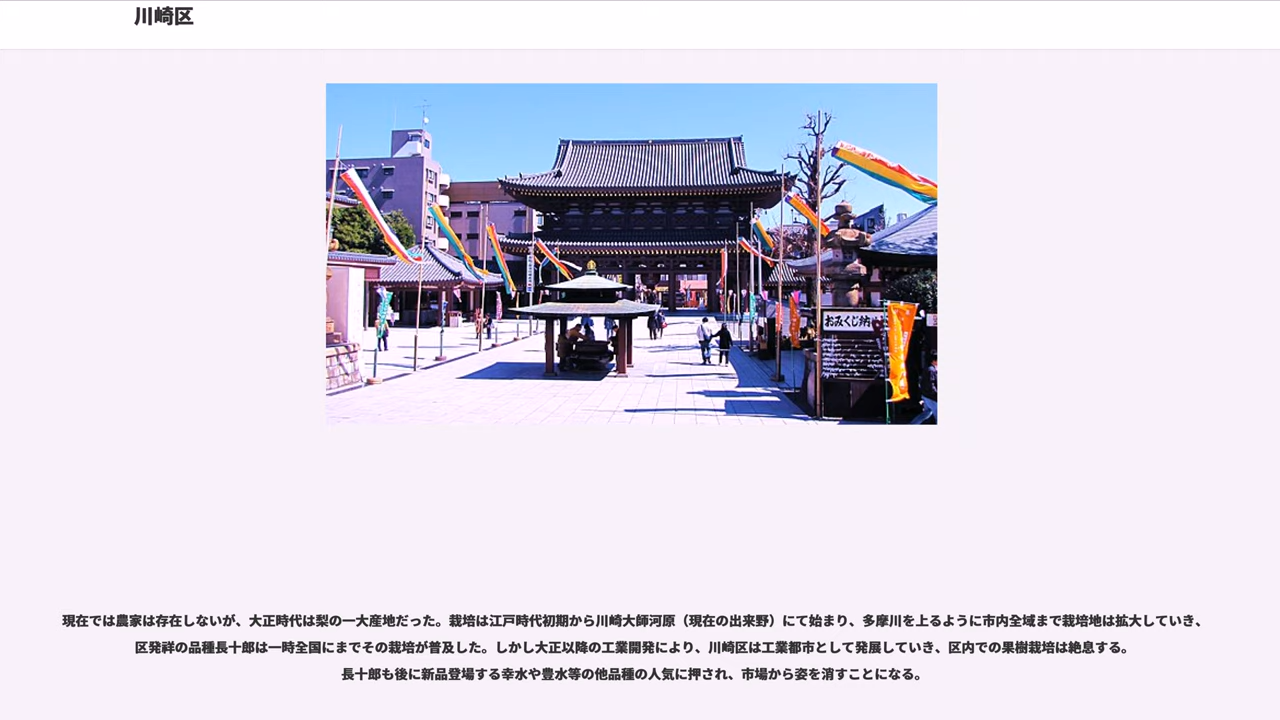 川崎区
おみくじ納
現在では農家は存在しないが、大正時代は梨の一大産地だった。栽培は江戸時代初期から川崎大師河原（現在の出来野）にて始まり、多摩川を上るように市内全域まで栽培地は拡大していき、
区発祥の品種長十郎は一時全国にまでその栽培が普及した。しかし大正以降の工業開発により、川崎区は工業都市として発展していき、区内での果樹栽培は絶息する。
長十郎も後に新品登場する幸水や豊水等の他品種の人気に押され、市場から姿を消すことになる。